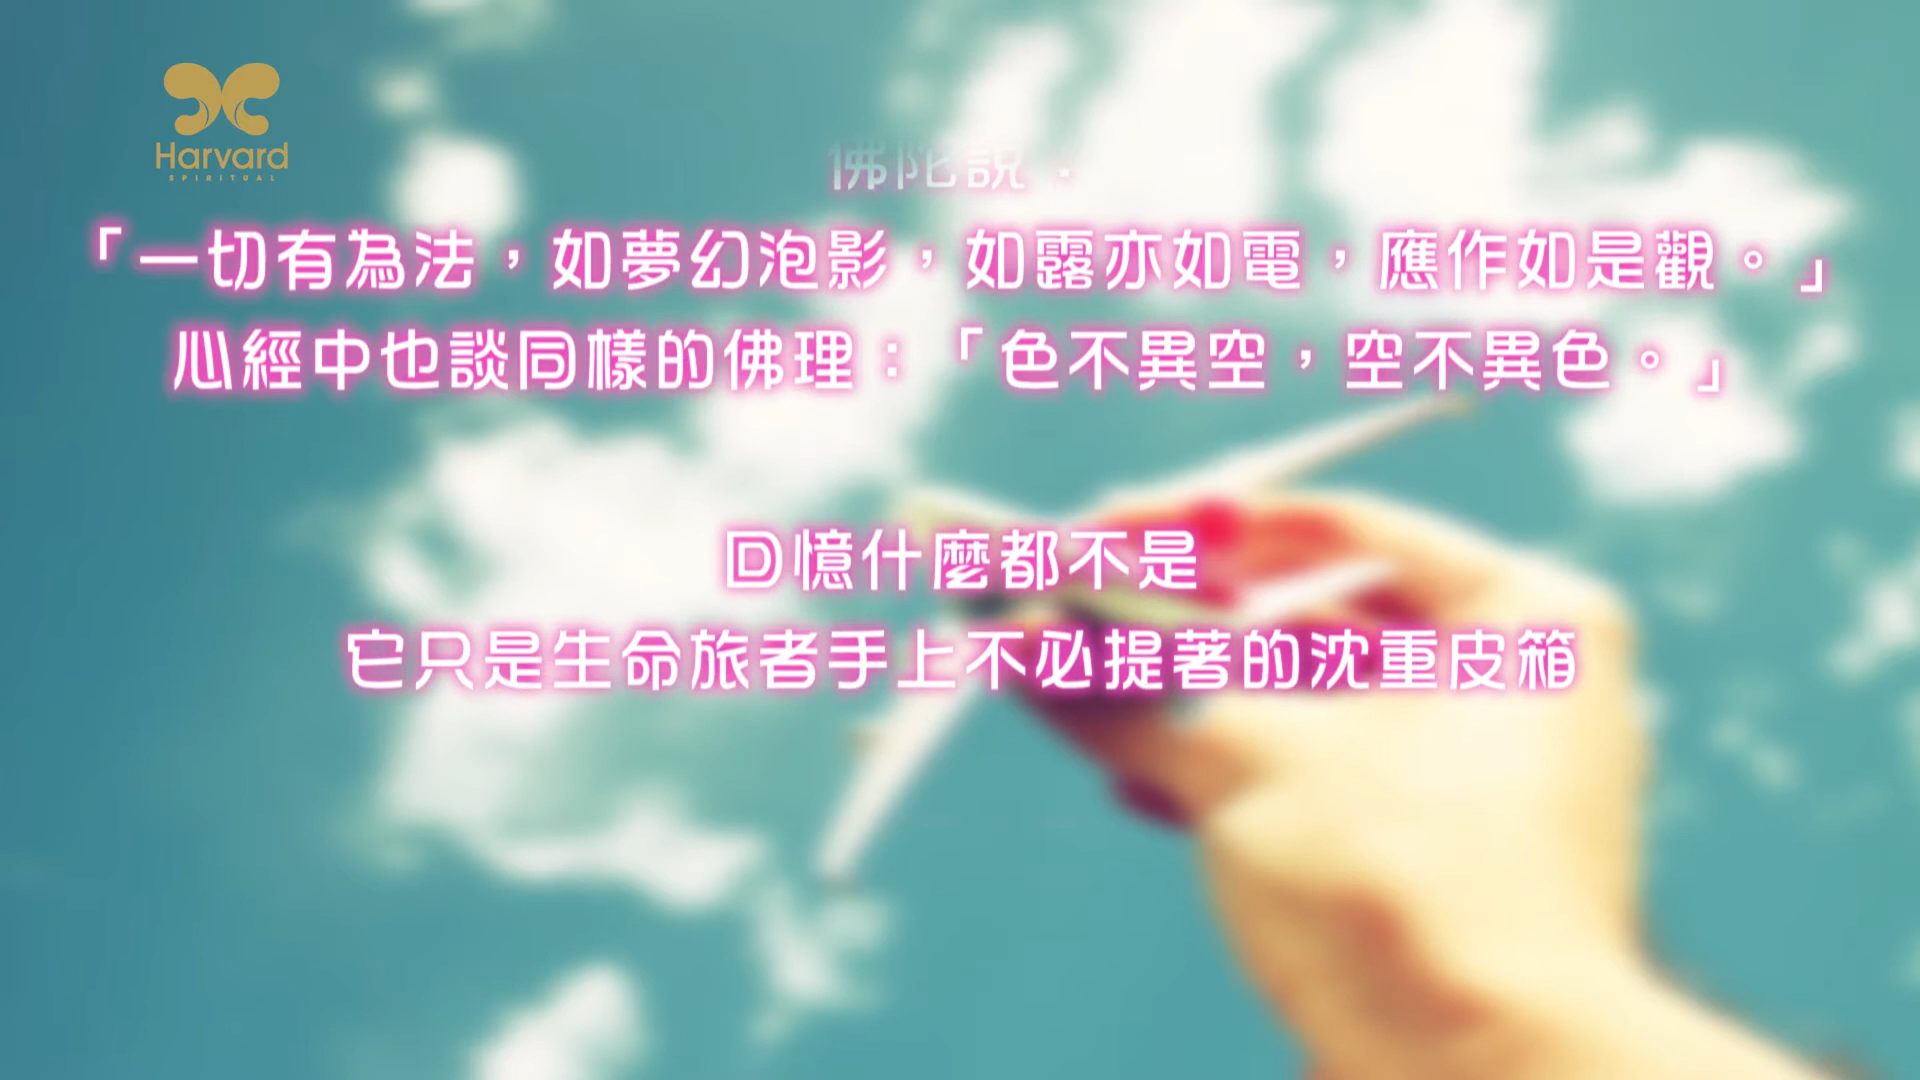 Harvard
SPIRITUAL
佛陀說：
「一切有為法，如夢幻泡影，如露亦如電，應作如是觀。」
心經中也談同樣的佛理：「色不異空，空不異色。」
回憶什麼都不是
它只是生命旅者手上不必提著的沈重皮箱